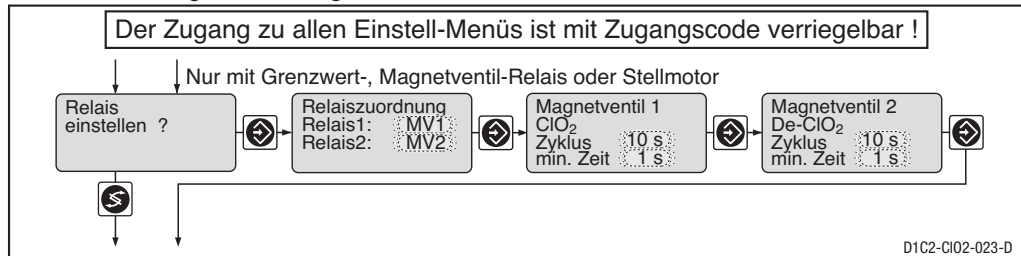 Der Zugang zu allen Einstell-Menüs ist mit Zugangscode verriegelbar !
Nur mit Grenzwert-, Magnetventil-Relais oder Stellmotor
Relais
einstellen ?
Relaiszuordnung
Relais1: MV1
Relais2: MV2
Magnetventil 1
ClO₂
Zyklus 10 s
min. Zeit 1 s
Magnetventil 2
De-ClO₂
Zyklus 10 s
min. Zeit 1 s
D1C2-ClO2-023-D